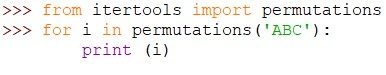 >>> from itertools import permutations
>>> for i in permutations('ABC'):
        print (i)